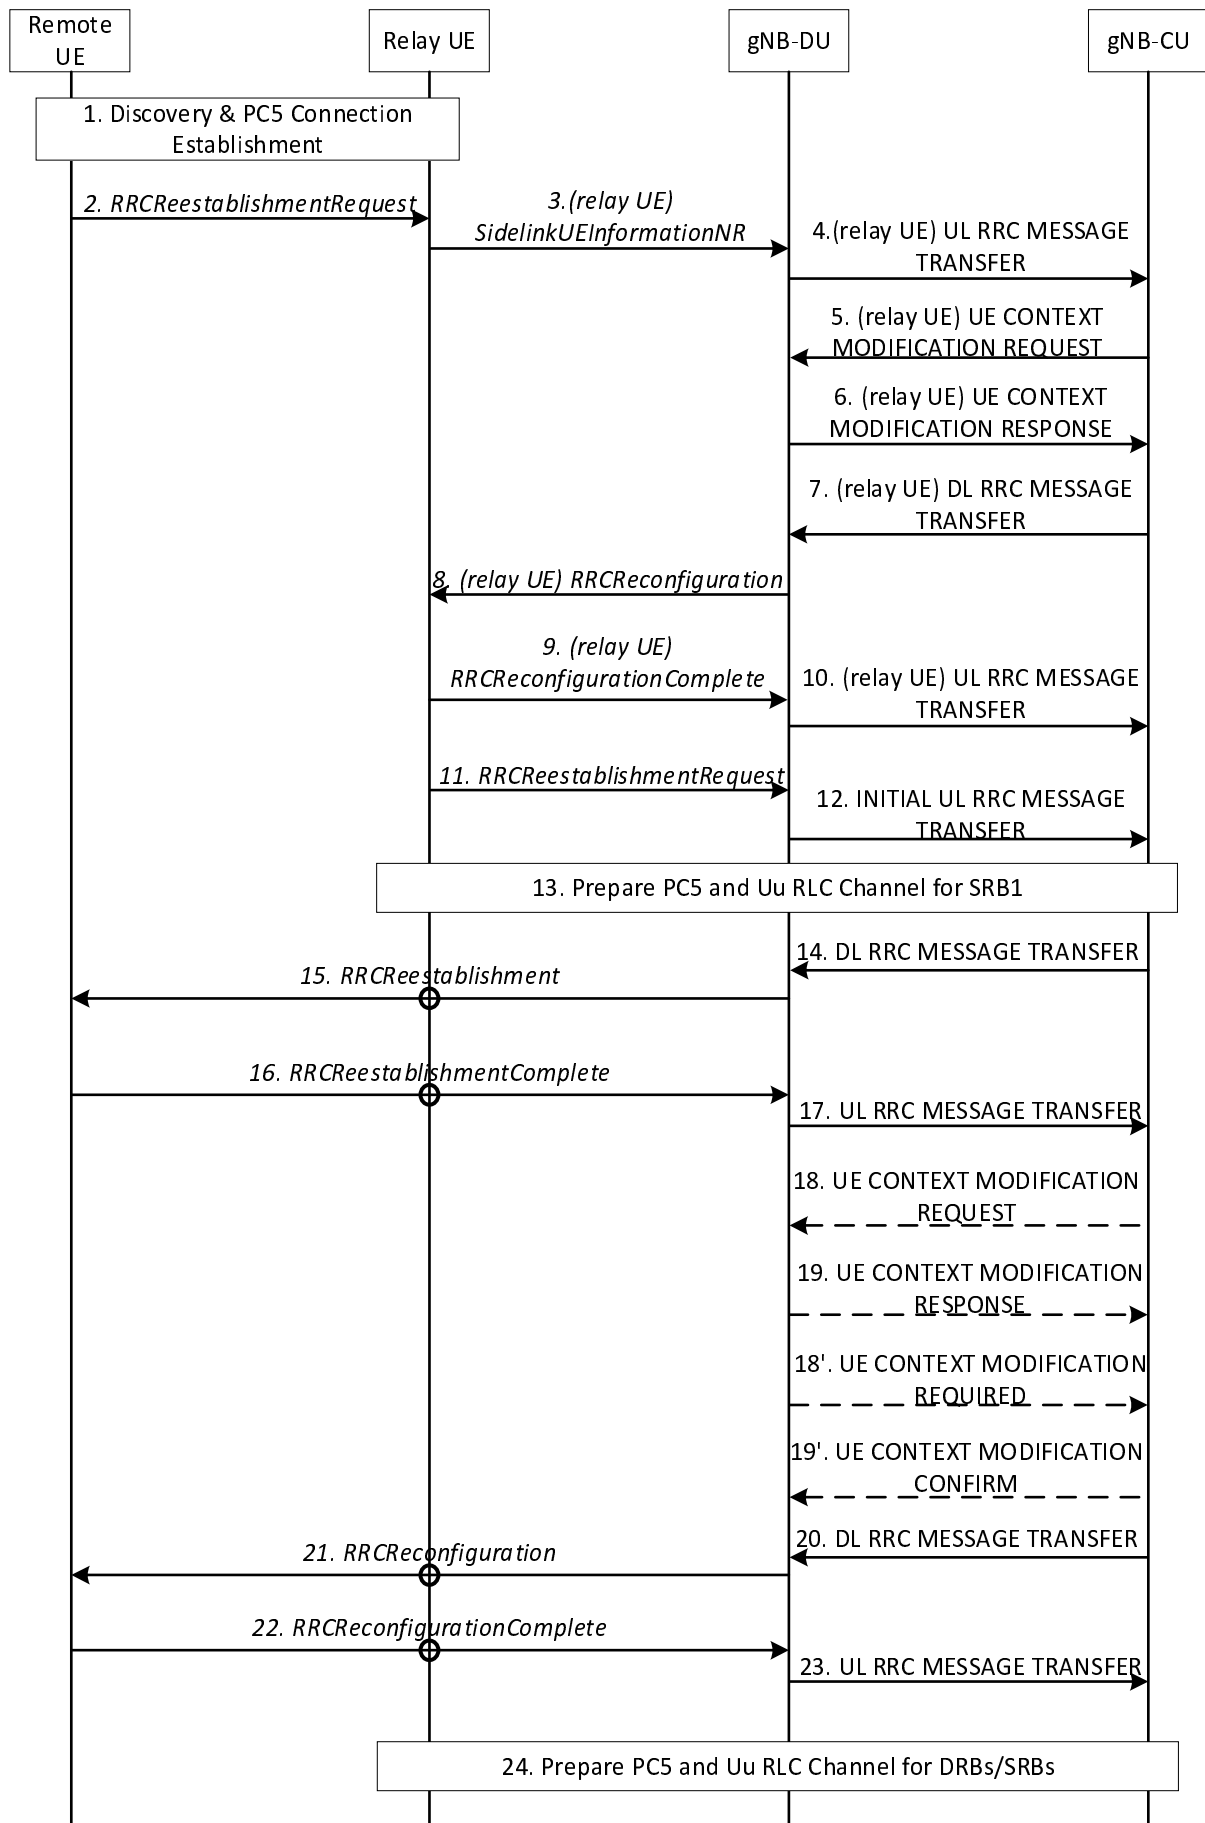 Remote
UE
Relay UE
gNB-DU
gNB-CU
1. Discovery & PC5 Connection
Establishment
2. RRCReestablishmentRequest
3.(relay UE)
SidelinkUEInformationNR
4.(relay UE) UL RRC MESSAGE
TRANSFER
5. (relay UE) UE CONTEXT
MODIFICATION REQUEST
6. (relay UE) UE CONTEXT
MODIFICATION RESPONSE
7. (relay UE) DL RRC MESSAGE
TRANSFER
8. (relay UE) RRCReconfiguration
9. (relay UE)
RRCReconfigurationComplete
10. (relay UE) UL RRC MESSAGE
TRANSFER
11. RRCReestablishmentRequest
12. INITIAL UL RRC MESSAGE
TRANSFER
13. Prepare PC5 and Uu RLC Channel for SRB1
14. DL RRC MESSAGE TRANSFER
15. RRCReestablishment
16. RRCReestablishmentComplete
17. UL RRC MESSAGE TRANSFER
18. UE CONTEXT MODIFICATION
REQUEST
19. UE CONTEXT MODIFICATION
RESPONSE
18'. UE CONTEXT MODIFICATION
REQUIRED
19'. UE CONTEXT MODIFICATION
CONFIRM
20. DL RRC MESSAGE TRANSFER
21. RRCReconfiguration
22. RRCReconfigurationComplete
23. UL RRC MESSAGE TRANSFER
24. Prepare PC5 and Uu RLC Channel for DRBs/SRBs